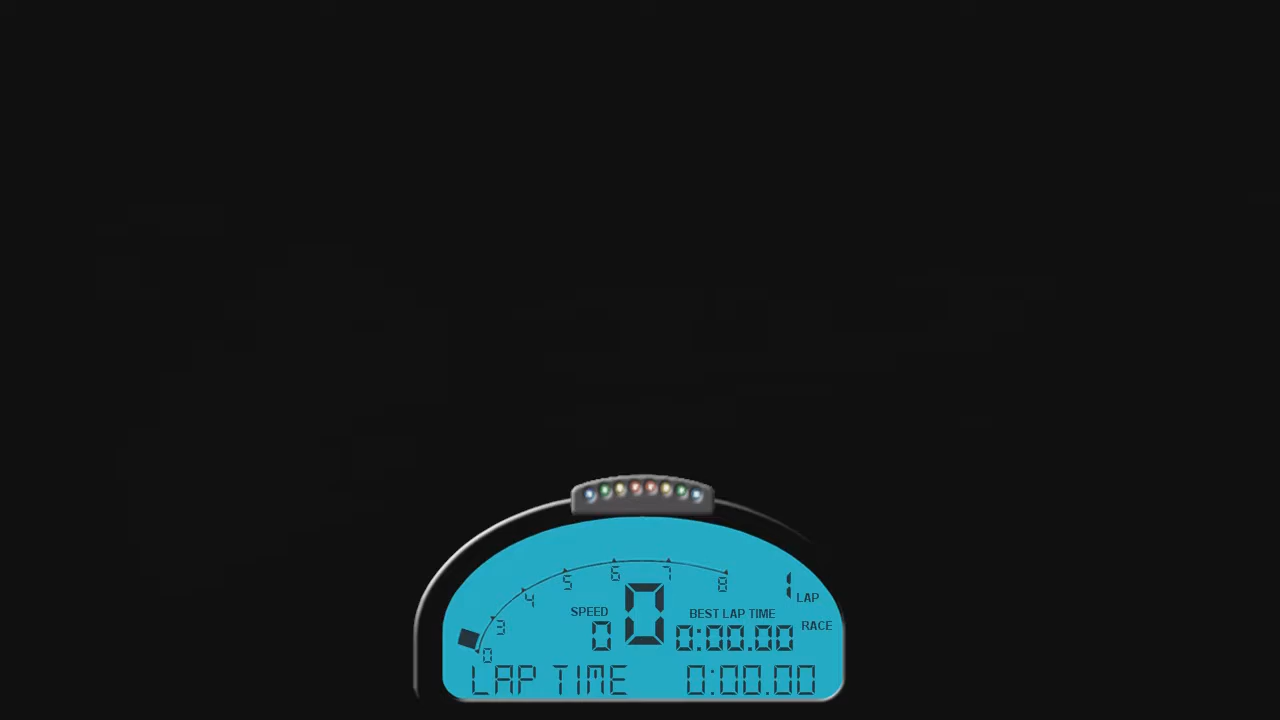 6 7
5 8
4
1 LAP
SPEED 0 BEST LAP TIME
3 0 0:00.00 RACE
0
LAP TIME 0:00.00